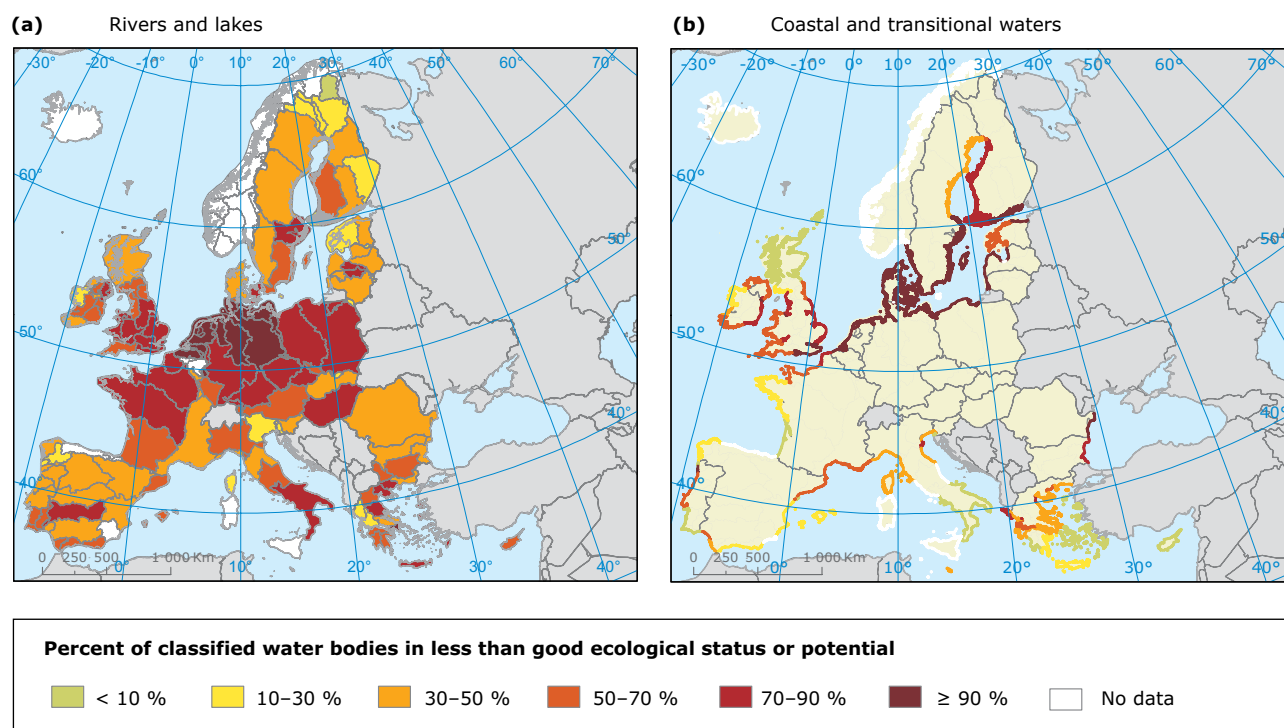 (a) Rivers and lakes
-30° -20° -10° 0° 10° 20° 30° 40° 50° 60° 70°
60°
50°
50°
40°
40°
0 250 500 1 000 Km
0° 10° 20° 30° 40°
(b) Coastal and transitional waters
-30° -20° -10° 0° 10° 20° 30° 40° 50° 60° 70°
60°
50°
50°
40°
40°
0 250 500 1 000 Km
0° 10° 20° 30° 40°
Percent of classified water bodies in less than good ecological status or potential
< 10 % 10–30 % 30–50 % 50–70 % 70–90 % ≥ 90 % No data